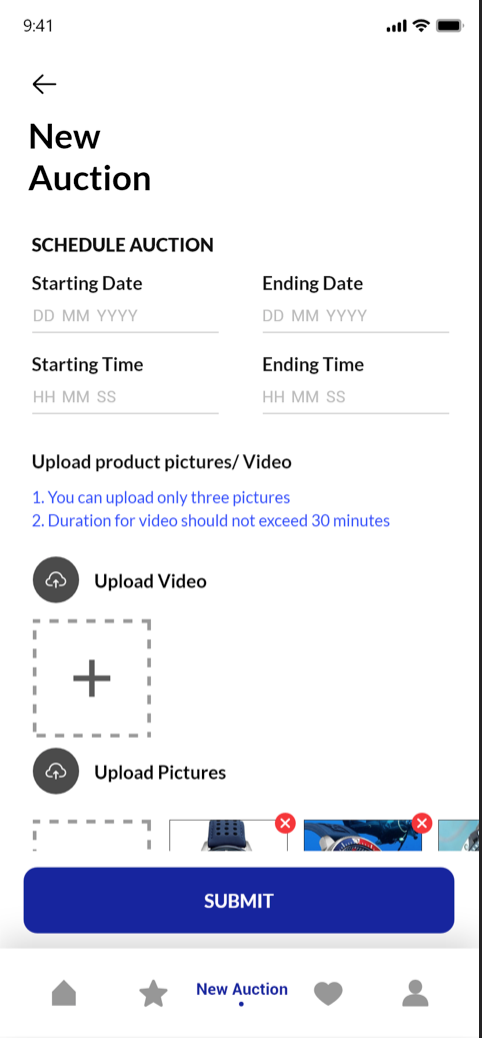 9:41
New
Auction
SCHEDULE AUCTION
Starting Date
Ending Date
DD MM YYYY
DD MM YYYY
Starting Time
Ending Time
HH MM SS
HH MM SS
Upload product pictures/ Video
1. You can upload only three pictures
2. Duration for video should not exceed 30 minutes
Upload Video
Upload Pictures
SUBMIT
New Auction